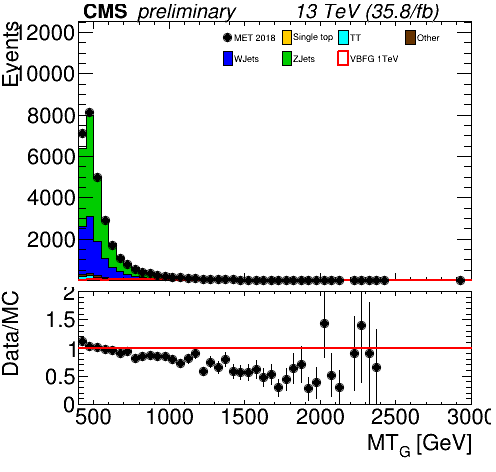 CMS preliminary 13 TeV (35.8/fb)
Events
12000
10000
8000
6000
4000
2000
MET 2018 Single top TT Other
WJets ZJets VBFG 1TeV
Data/MC
2
1.5
1
0.5
0
500 1000 1500 2000 2500 3000
MT_G [GeV]